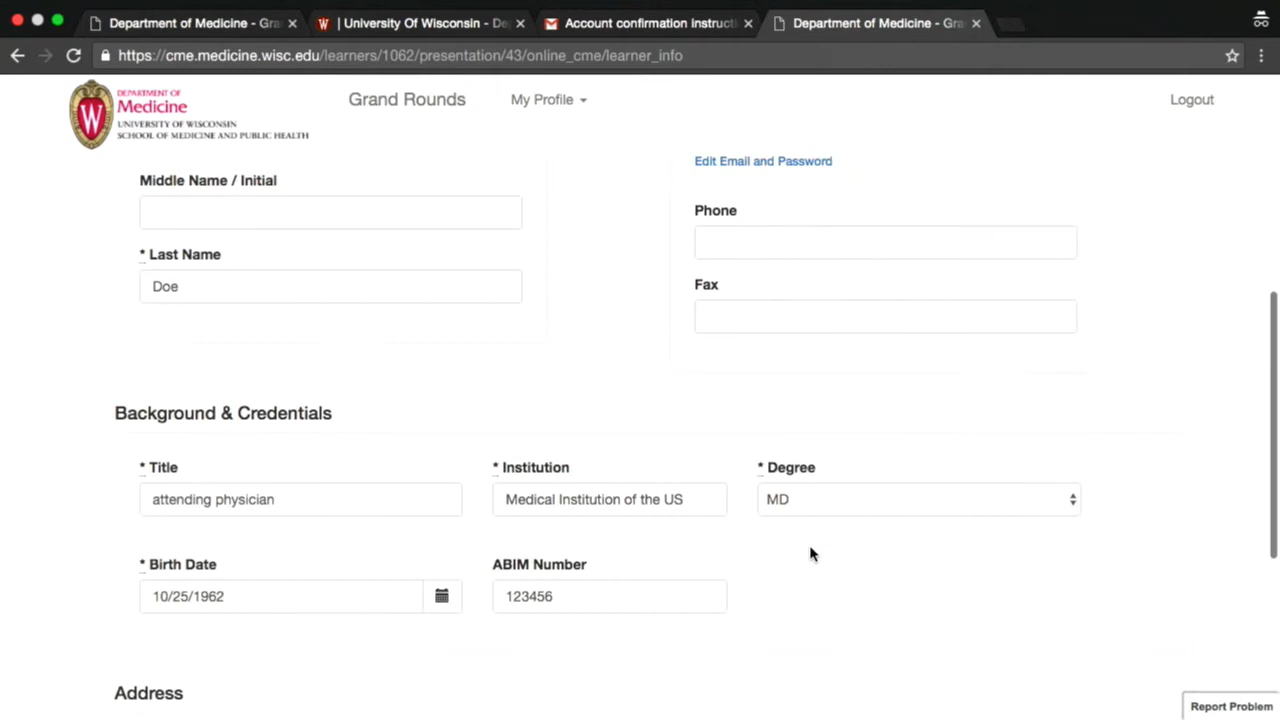 Department of Medicine - Gra
| University Of Wisconsin - De
Account confirmation instructi
Department of Medicine - Gra
https://cme.medicine.wisc.edu/learners/1062/presentation/43/online_cme/learner_info
DEPARTMENT OF
Medicine
UNIVERSITY OF WISCONSIN
SCHOOL OF MEDICINE AND PUBLIC HEALTH
Grand Rounds
My Profile
Logout
Edit Email and Password
Middle Name / Initial
Phone
* Last Name
Doe
Fax
Background & Credentials
* Title
* Institution
* Degree
attending physician
Medical Institution of the US
MD
* Birth Date
ABIM Number
10/25/1962
123456
Address
Report Problem